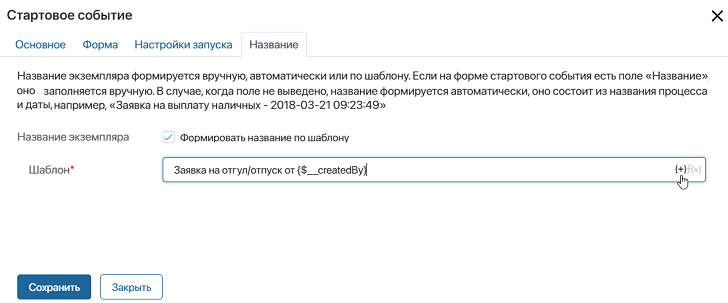 Стартовое событие
Основное Форма Настройки запуска Название
Название экземпляра формируется вручную, автоматически или по шаблону. Если на форме стартового события есть поле «Название»,
оно заполняется вручную. В случае, когда поле не выведено, название формируется автоматически, оно состоит из названия процесса
и даты, например, «Заявка на выплату наличных - 2018-03-21 09:23:49»
Название экземпляра Формировать название по шаблону
Шаблон* Заявка на отгул/отпуск от {$__createdBy} {+} ƒ(×)
Сохранить Закрыть